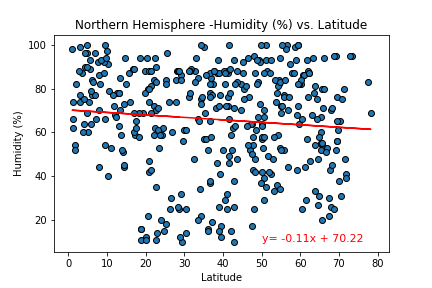 Northern Hemisphere -Humidity (%) vs. Latitude
100
80
60
40
20
Humidity (%)
y= -0.11x + 70.22
0 10 20 30 40 50 60 70 80
Latitude